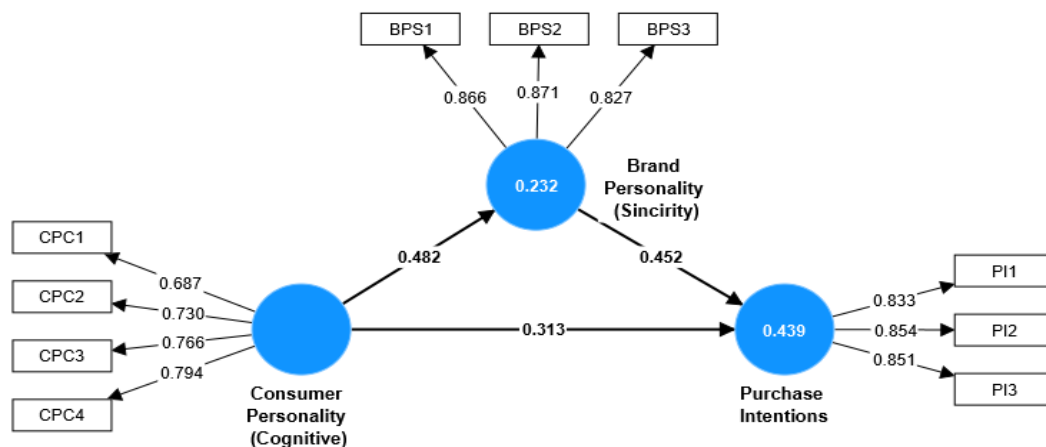 BPS1
BPS2
BPS3
0.866
0.871
0.827
0.232
Brand
Personality
(Sincirity)
CPC1
CPC2
CPC3
CPC4
0.687
0.730
0.766
0.794
0.482
0.452
0.313
Consumer
Personality
(Cognitive)
0.439
Purchase
Intentions
0.833
0.854
0.851
PI1
PI2
PI3